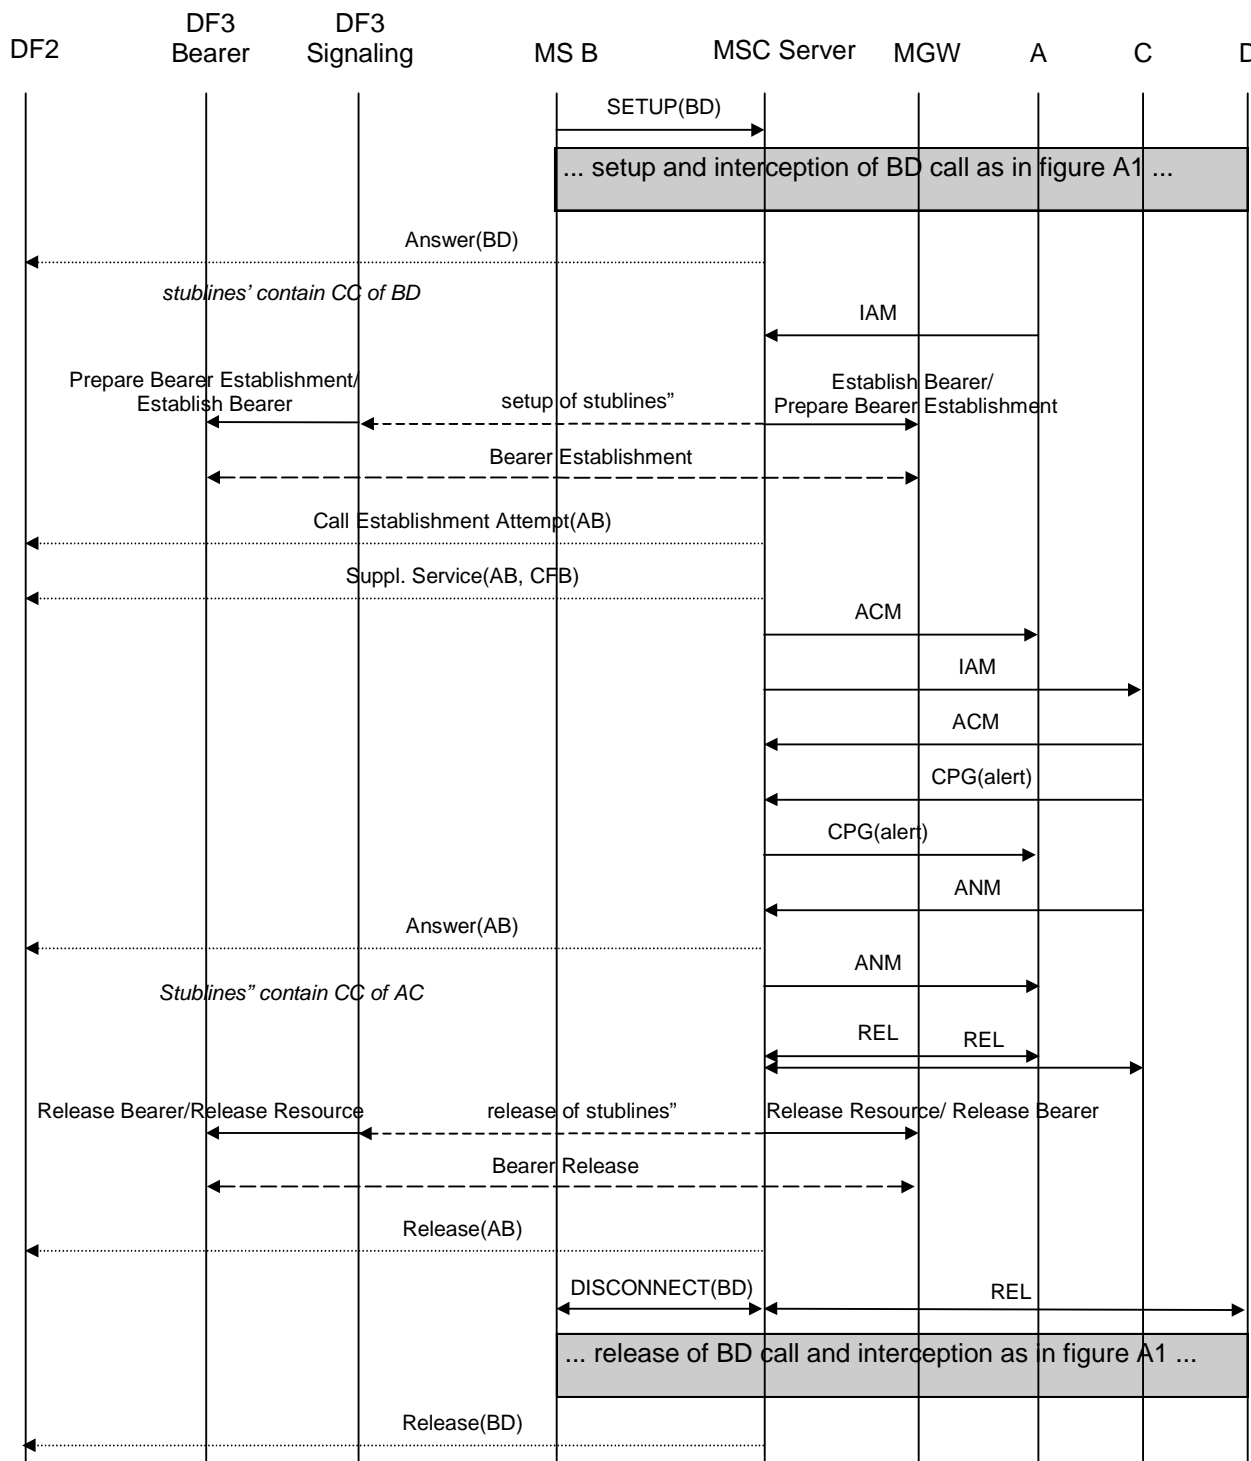 DF2
DF3
Bearer
DF3
Signaling
MS B
MSC Server
MGW
A
C
D
SETUP(BD)
... setup and interception of BD call as in figure A1 ...
Answer(BD)
stublines’ contain CC of BD
IAM
Prepare Bearer Establishment/
Establish Bearer
setup of stublines”
Establish Bearer/
Prepare Bearer Establishment
Bearer Establishment
Call Establishment Attempt(AB)
Suppl. Service(AB, CFB)
ACM
IAM
ACM
CPG(alert)
CPG(alert)
ANM
Answer(AB)
ANM
Stublines” contain CC of AC
REL
REL
Release Bearer/Release Resource
release of stublines”
Release Resource/ Release Bearer
Bearer Release
Release(AB)
DISCONNECT(BD)
REL
... release of BD call and interception as in figure A1 ...
Release(BD)